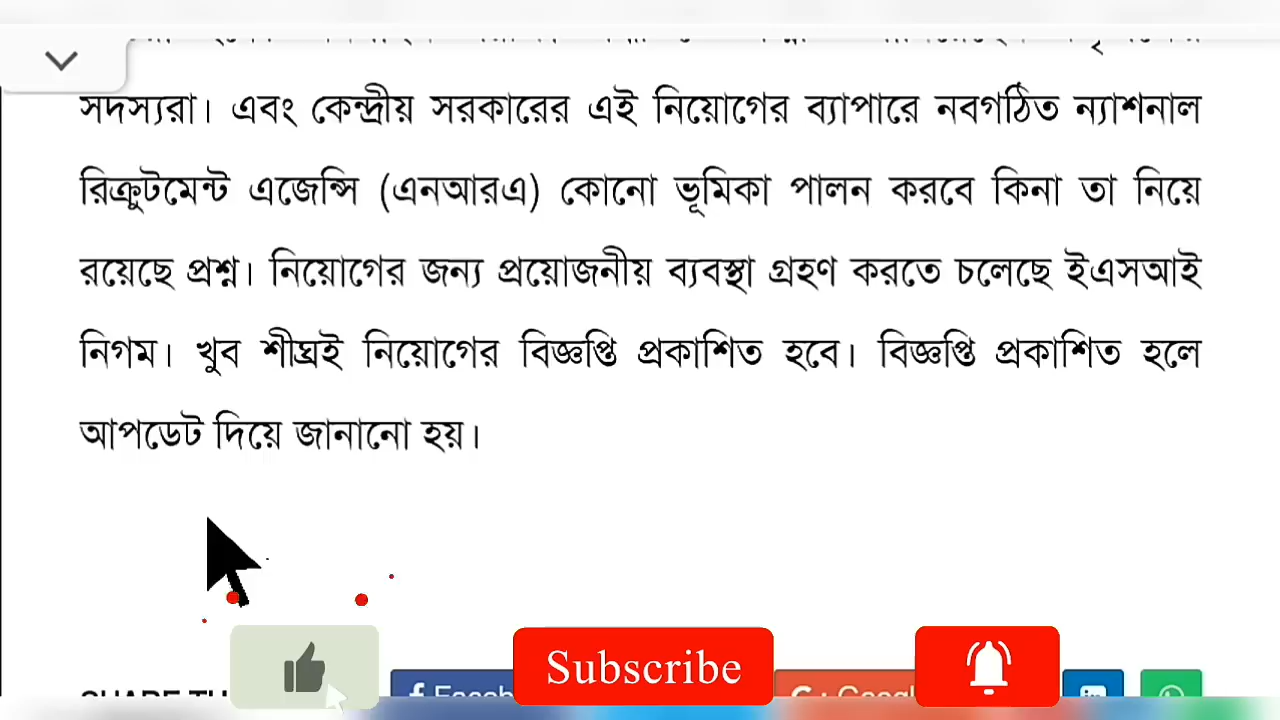 সদস্যরা। এবং কেন্দ্রীয় সরকারের এই নিয়োগের ব্যাপারে নবগঠিত ন্যাশনাল
রিক্রুটমেন্ট এজেন্সি (এনআরএ) কোনো ভূমিকা পালন করবে কিনা তা নিয়ে
রয়েছে প্রশ্ন। নিয়োগের জন্য প্রয়োজনীয় ব্যবস্থা গ্রহণ করতে চলেছে ইএসআই
নিগম। খুব শীঘ্রই নিয়োগের বিজ্ঞপ্তি প্রকাশিত হবে। বিজ্ঞপ্তি প্রকাশিত হলে
আপডেট দিয়ে জানানো হয়।
Subscribe